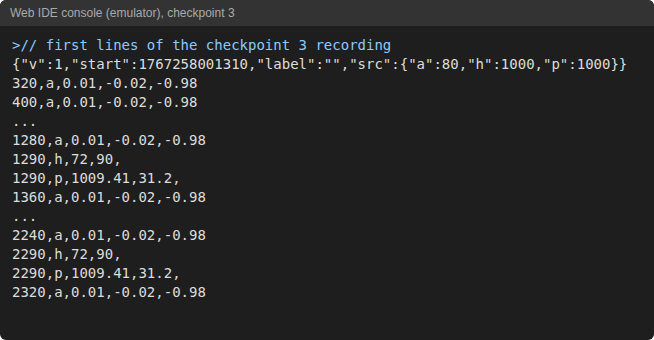 Web IDE console (emulator), checkpoint 3
>// first lines of the checkpoint 3 recording
{"v":1,"start":1767258001310,"label":"","src":{"a":80,"h":1000,"p":1000}}
320,a,0.01,-0.02,-0.98
400,a,0.01,-0.02,-0.98
...
1280,a,0.01,-0.02,-0.98
1290,h,72,90,
1290,p,1009.41,31.2,
1360,a,0.01,-0.02,-0.98
...
2240,a,0.01,-0.02,-0.98
2290,h,72,90,
2290,p,1009.41,31.2,
2320,a,0.01,-0.02,-0.98